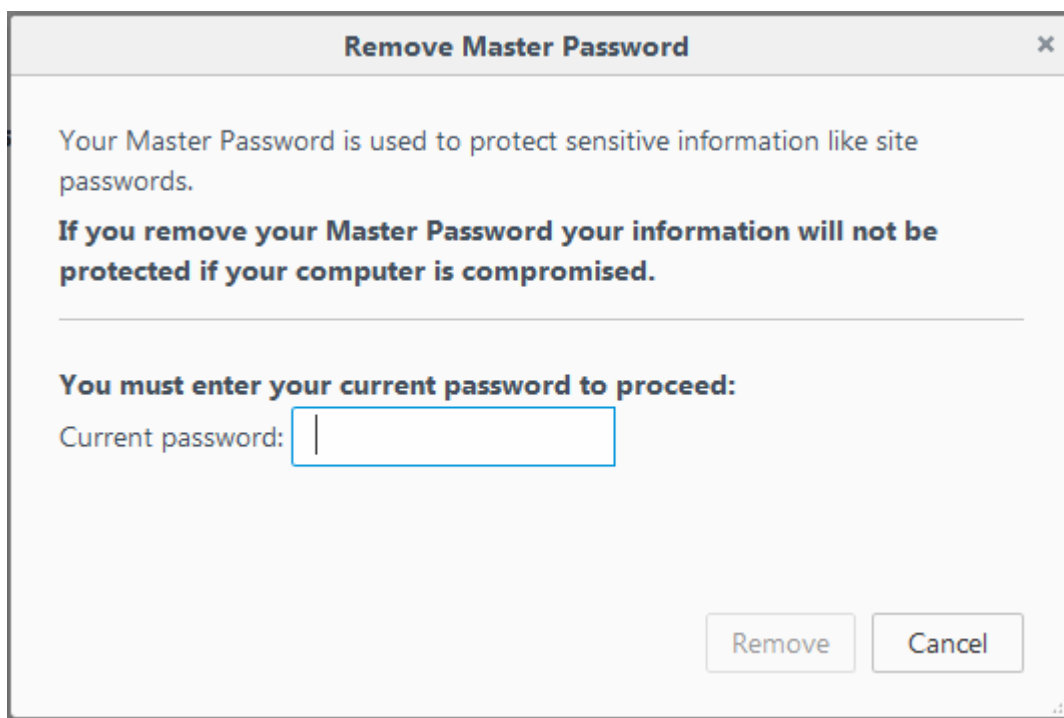 Remove Master Password
Your Master Password is used to protect sensitive information like site
passwords.
If you remove your Master Password your information will not be
protected if your computer is compromised.
You must enter your current password to proceed:
Current password:
Remove
Cancel